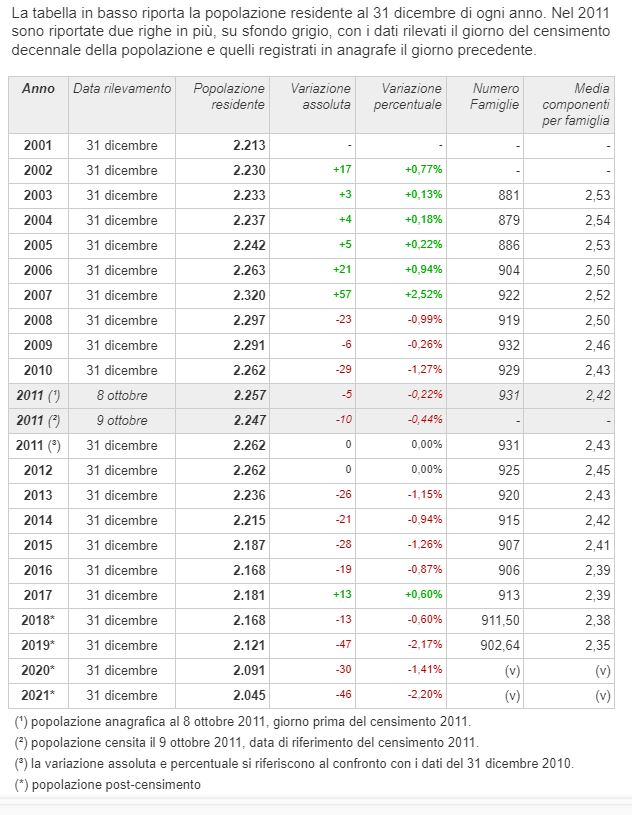 La tabella in basso riporta la popolazione residente al 31 dicembre di ogni anno. Nel 2011
sono riportate due righe in più, su sfondo grigio, con i dati rilevati il giorno del censimento
decennale della popolazione e quelli registrati in anagrafe il giorno precedente.
Anno Data rilevamento Popolazione residente Variazione assoluta Variazione percentuale Numero Famiglie Media componenti per famiglia
2001 31 dicembre 2.213 - - - -
2002 31 dicembre 2.230 +17 +0,77% - -
2003 31 dicembre 2.233 +3 +0,13% 881 2,53
2004 31 dicembre 2.237 +4 +0,18% 879 2,54
2005 31 dicembre 2.242 +5 +0,22% 886 2,53
2006 31 dicembre 2.263 +21 +0,94% 904 2,50
2007 31 dicembre 2.320 +57 +2,52% 922 2,52
2008 31 dicembre 2.297 -23 -0,99% 919 2,50
2009 31 dicembre 2.291 -6 -0,26% 932 2,46
2010 31 dicembre 2.262 -29 -1,27% 929 2,43
2011 (¹) 8 ottobre 2.257 -5 -0,22% 931 2,42
2011 (²) 9 ottobre 2.247 -10 -0,44% - -
2011 (³) 31 dicembre 2.262 0 0,00% 931 2,43
2012 31 dicembre 2.262 0 0,00% 925 2,45
2013 31 dicembre 2.236 -26 -1,15% 920 2,43
2014 31 dicembre 2.215 -21 -0,94% 915 2,42
2015 31 dicembre 2.187 -28 -1,26% 907 2,41
2016 31 dicembre 2.168 -19 -0,87% 906 2,39
2017 31 dicembre 2.181 +13 +0,60% 913 2,39
2018* 31 dicembre 2.168 -13 -0,60% 911,50 2,38
2019* 31 dicembre 2.121 -47 -2,17% 902,64 2,35
2020* 31 dicembre 2.091 -30 -1,41% (v) (v)
2021* 31 dicembre 2.045 -46 -2,20% (v) (v)
(¹) popolazione anagrafica al 8 ottobre 2011, giorno prima del censimento 2011.
(²) popolazione censita il 9 ottobre 2011, data di riferimento del censimento 2011.
(³) la variazione assoluta e percentuale si riferiscono al confronto con i dati del 31 dicembre 2010.
(*) popolazione post-censimento